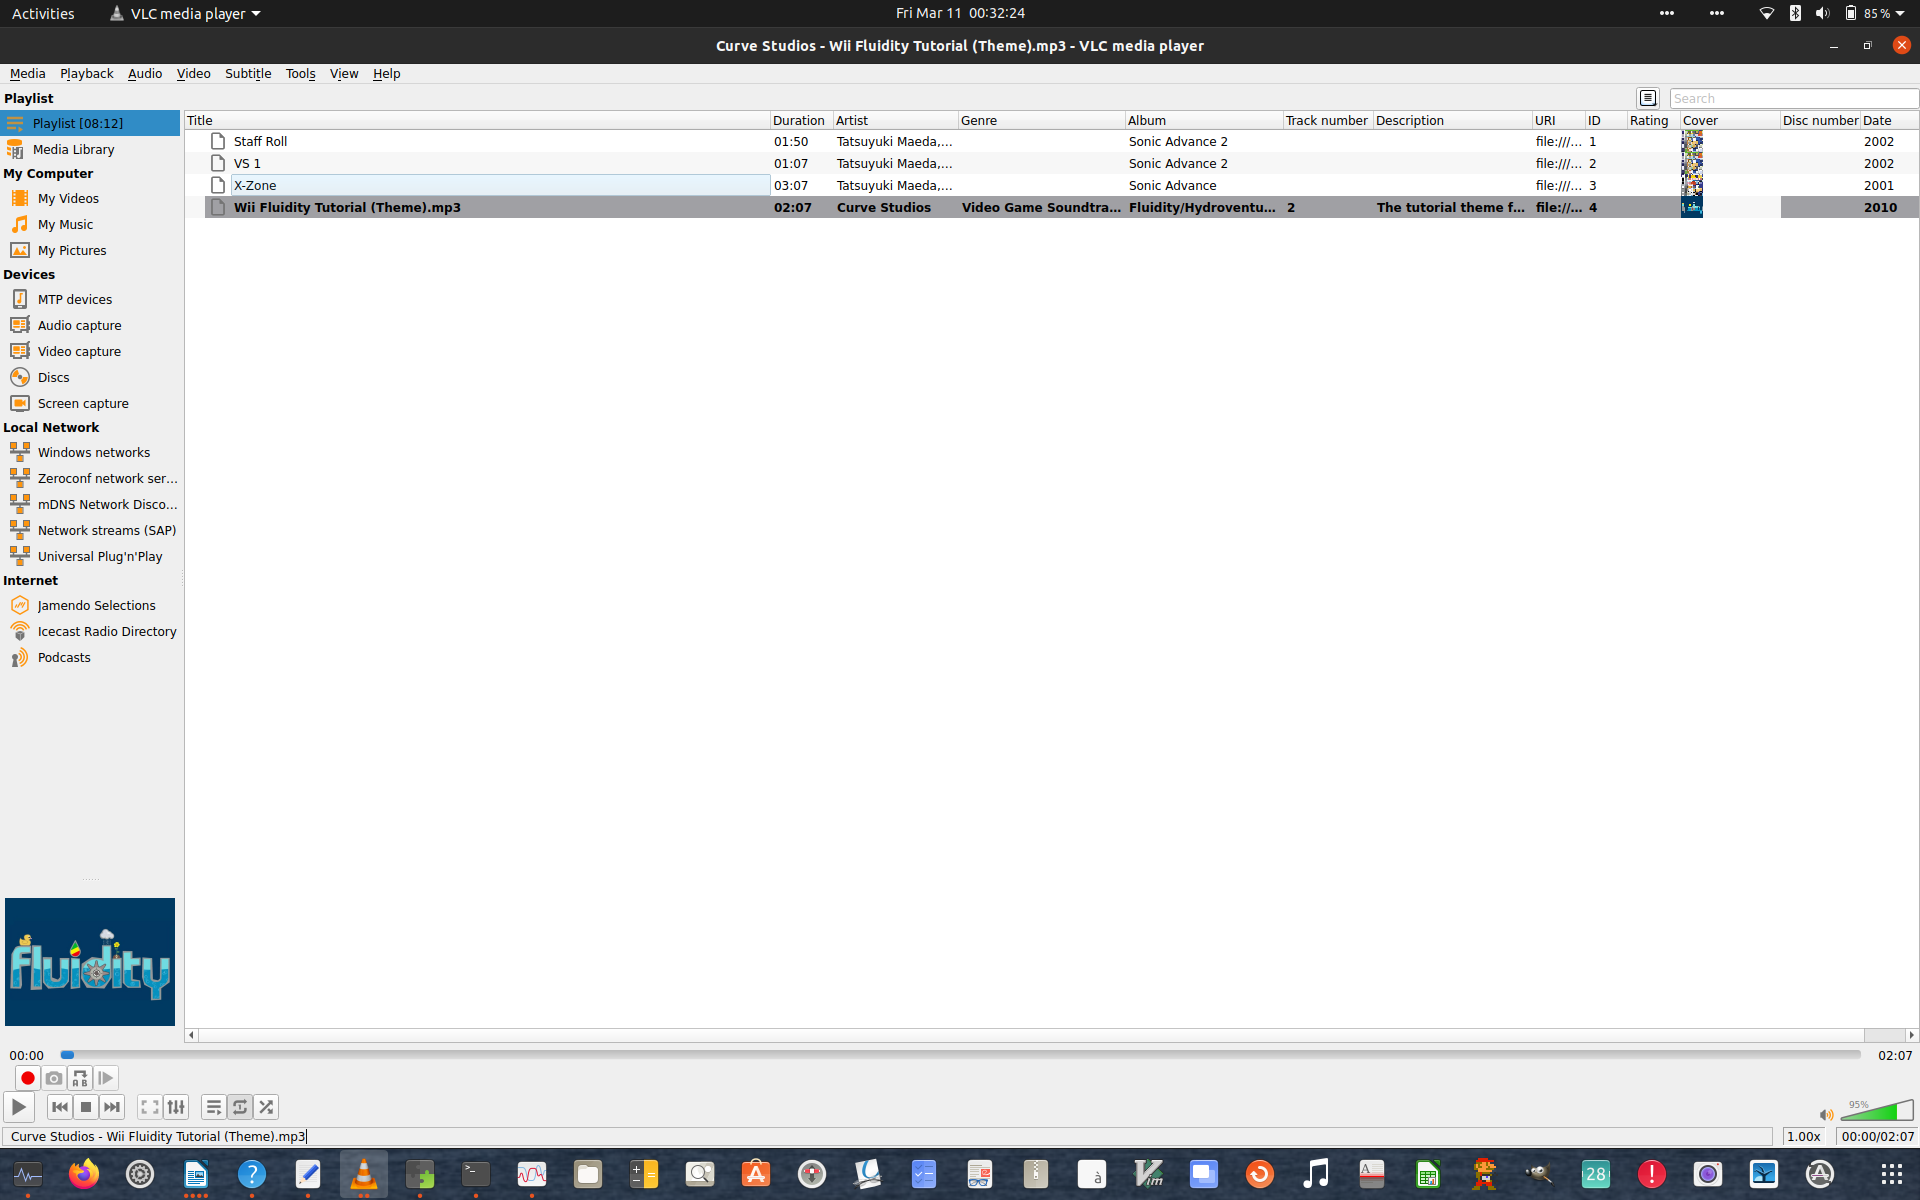 Activities VLC media player Fri Mar 11 00:32:24 85 %
Curve Studios - Wii Fluidity Tutorial (Theme).mp3 - VLC media player
Media Playback Audio Video Subtitle Tools View Help
Playlist
Search
Playlist [08:12]
Media Library
My Computer
My Videos
My Music
My Pictures
Devices
MTP devices
Audio capture
Video capture
Discs
Screen capture
Local Network
Windows networks
Zeroconf network ser...
mDNS Network Disco...
Network streams (SAP)
Universal Plug'n'Play
Internet
Jamendo Selections
Icecast Radio Directory
Podcasts
Title Duration Artist Genre Album Track number Description URI ID Rating Cover Disc number Date
Staff Roll 01:50 Tatsuyuki Maeda,... Sonic Advance 2 file:///... 1 2002
VS 1 01:07 Tatsuyuki Maeda,... Sonic Advance 2 file:///... 2 2002
X-Zone 03:07 Tatsuyuki Maeda,... Sonic Advance file:///... 3 2001
Wii Fluidity Tutorial (Theme).mp3 02:07 Curve Studios Video Game Soundtra... Fluidity/Hydroventu... 2 The tutorial theme f... file://... 4 2010
fluidity
00:00 02:07
A B
95%
Curve Studios - Wii Fluidity Tutorial (Theme).mp3 1.00x 00:00/02:07
? >_ à Vim A 28 !